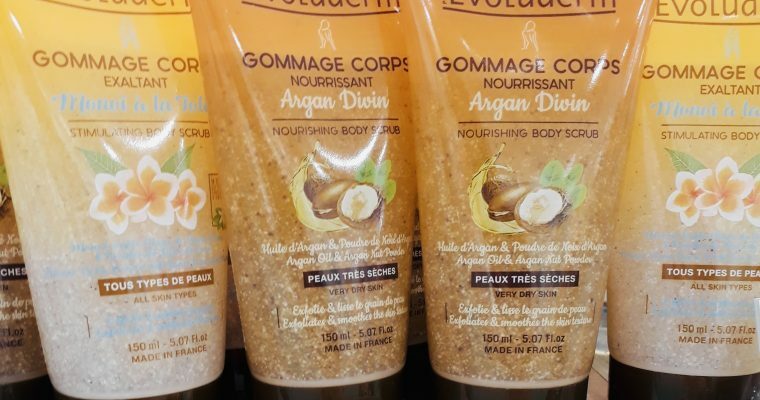 Evoluderm
GOMMAGE CORPS
EXALTANT
STIMULATING BODY SCRUB
TOUS TYPES DE PEAUX
ALL SKIN TYPES
150 ml - 5.07 Fl.oz
MADE IN FRANCE
Evoluderm
GOMMAGE CORPS
NOURRISSANT
Argan Divin
NOURISHING BODY SCRUB
Huile d'Argan & Poudre de Noix d'Argan
Argan Oil & Argan Nut Powder
PEAUX TRÈS SÈCHES
VERY DRY SKIN
Exfolie & lisse le grain de peau
Exfoliates & smoothes the skin texture
150 ml - 5.07 Fl.oz
MADE IN FRANCE
Evoluderm
GOMMAGE CORPS
NOURRISSANT
Argan Divin
NOURISHING BODY SCRUB
Huile d'Argan & Poudre de Noix d'Argan
Argan Oil & Argan Nut Powder
PEAUX TRÈS SÈCHES
VERY DRY SKIN
Exfolie & lisse le grain de peau
Exfoliates & smoothes the skin texture
150 ml - 5.07 Fl.oz
MADE IN FRANCE
Evoluderm
GOMMAGE C
EXALTANT
STIMULATING BODY
TOUS TYPES DE PEA
ALL SKIN TYPES
150 ml - 5.07 Fl.oz
MADE IN FRANCE